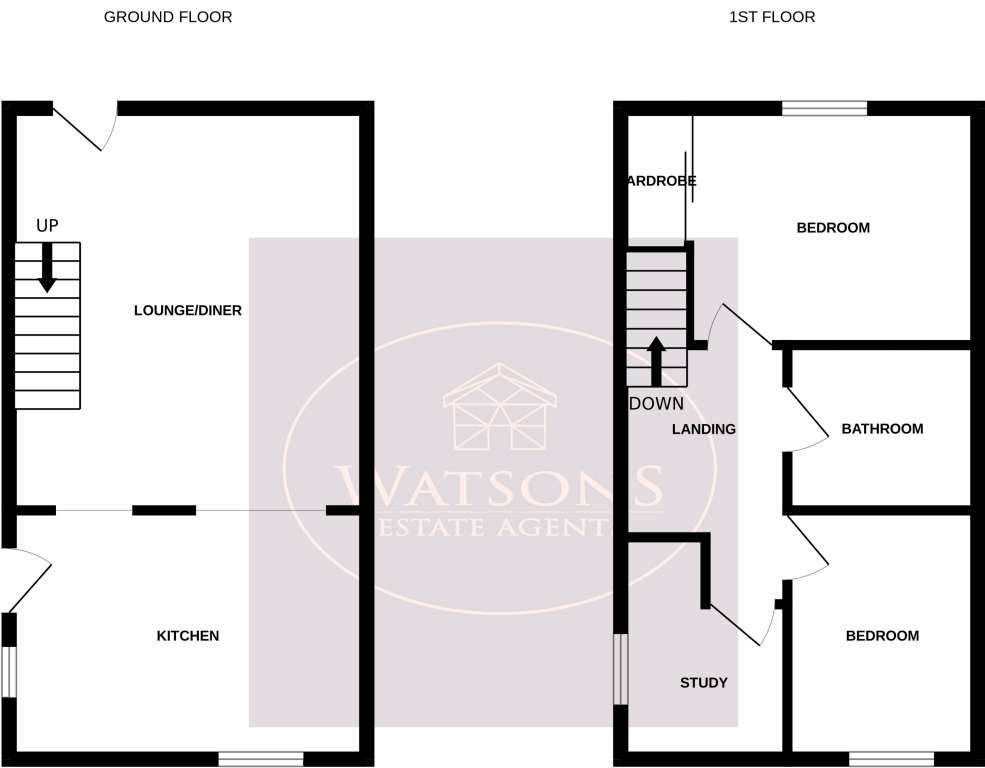 GROUND FLOOR
1ST FLOOR
UP
LOUNGE/DINER
KITCHEN
ARDROBE
BEDROOM
DOWN
LANDING
BATHROOM
BEDROOM
STUDY
WATSONS
ESTATE AGENTS